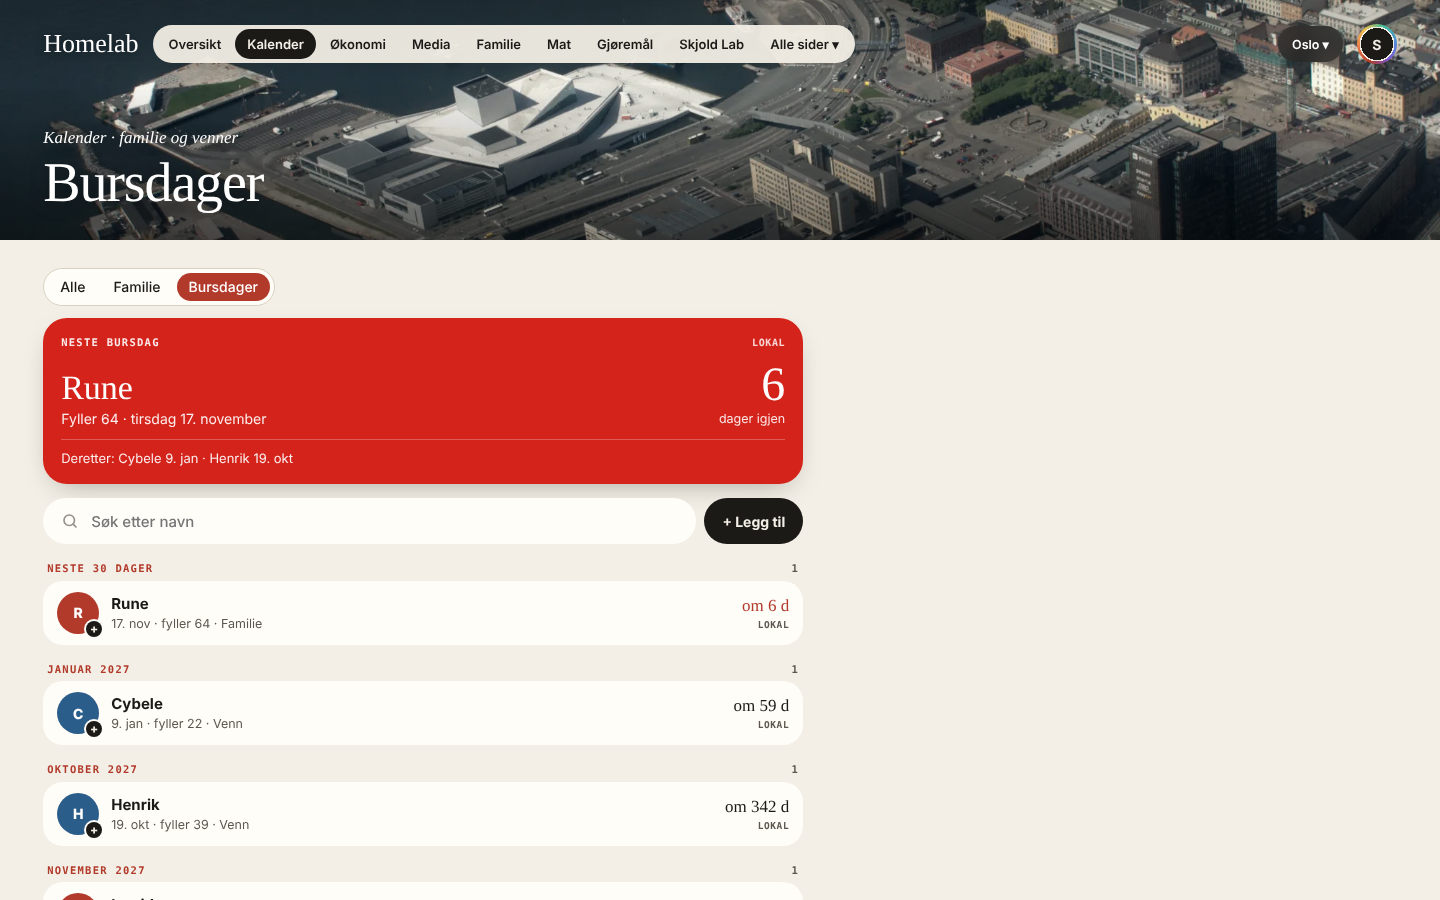 Homelab
Oversikt Kalender Økonomi Media Familie Mat Gjøremål Skjold Lab Alle sider ▾
Oslo ▾
S
Kalender · familie og venner
Bursdager
Alle Familie Bursdager
NESTE BURSDAG LOKAL
Rune 6
Fyller 64 · tirsdag 17. november dager igjen
Deretter: Cybele 9. jan · Henrik 19. okt
Søk etter navn + Legg til
NESTE 30 DAGER 1
R + Rune om 6 d
17. nov · fyller 64 · Familie LOKAL
JANUAR 2027 1
C + Cybele om 59 d
9. jan · fyller 22 · Venn LOKAL
OKTOBER 2027 1
H + Henrik om 342 d
19. okt · fyller 39 · Venn LOKAL
NOVEMBER 2027 1